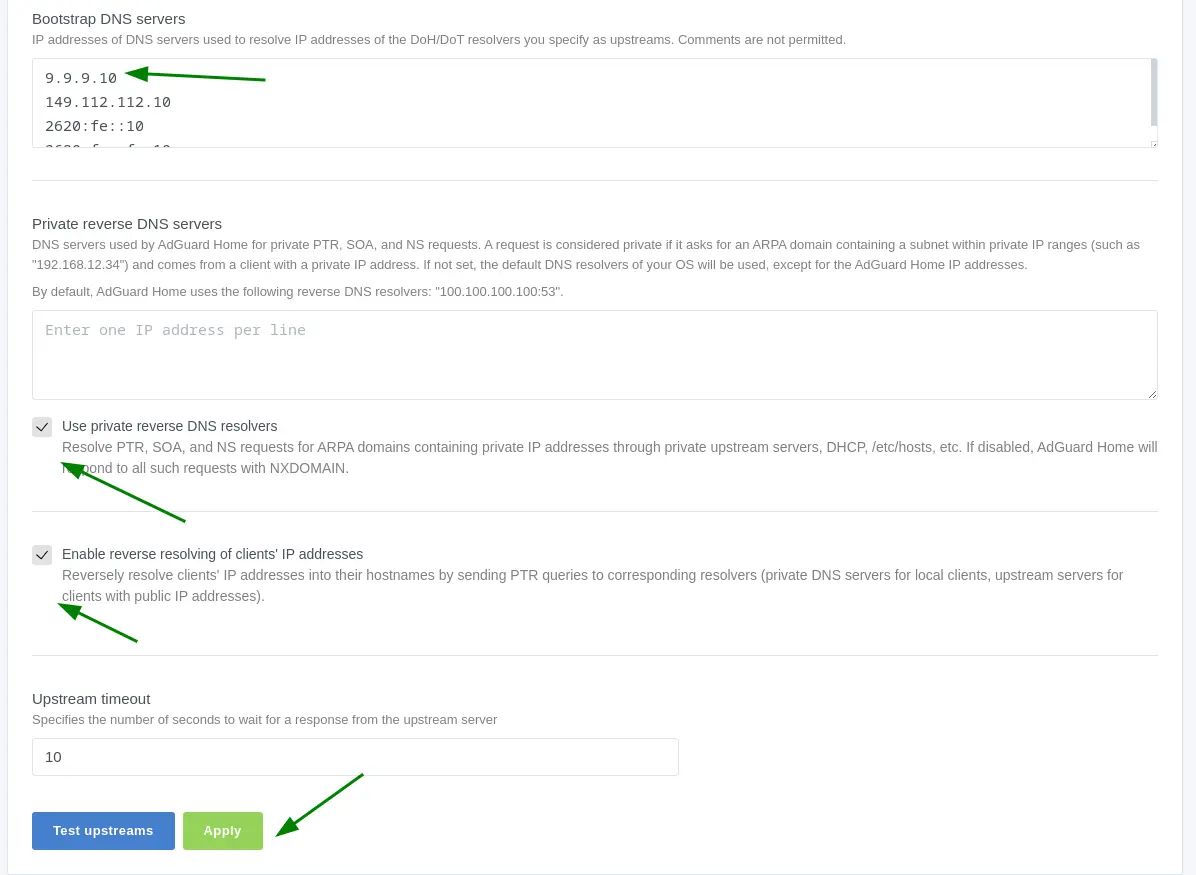 Bootstrap DNS servers
IP addresses of DNS servers used to resolve IP addresses of the DoH/DoT resolvers you specify as upstreams. Comments are not permitted.
9.9.9.10
149.112.112.10
2620:fe::10
Private reverse DNS servers
DNS servers used by AdGuard Home for private PTR, SOA, and NS requests. A request is considered private if it asks for an ARPA domain containing a subnet within private IP ranges (such as
"192.168.12.34") and comes from a client with a private IP address. If not set, the default DNS resolvers of your OS will be used, except for the AdGuard Home IP addresses.
By default, AdGuard Home uses the following reverse DNS resolvers: "100.100.100.100:53".
Enter one IP address per line
Use private reverse DNS resolvers
Resolve PTR, SOA, and NS requests for ARPA domains containing private IP addresses through private upstream servers, DHCP, /etc/hosts, etc. If disabled, AdGuard Home will
respond to all such requests with NXDOMAIN.
Enable reverse resolving of clients' IP addresses
Reversely resolve clients' IP addresses into their hostnames by sending PTR queries to corresponding resolvers (private DNS servers for local clients, upstream servers for
clients with public IP addresses).
Upstream timeout
Specifies the number of seconds to wait for a response from the upstream server
10
Test upstreams
Apply